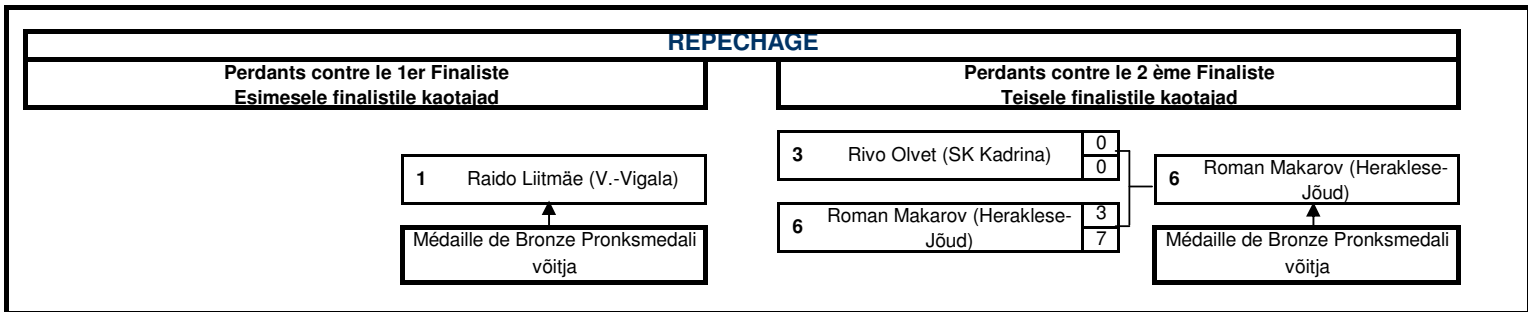 REPECHAGE
Perdants contre le 1er Finaliste
Esimesele finalistile kaotajad
Perdants contre le 2 ème Finaliste
Teisele finalistile kaotajad
1 Raido Liitmäe (V.-Vigala)
Médaille de Bronze Pronksmedali
võitja
3 Rivo Olvet (SK Kadrina) 0
0
6 Roman Makarov (Heraklese-
Jõud) 3
7
6 Roman Makarov (Heraklese-
Jõud)
Médaille de Bronze Pronksmedali
võitja